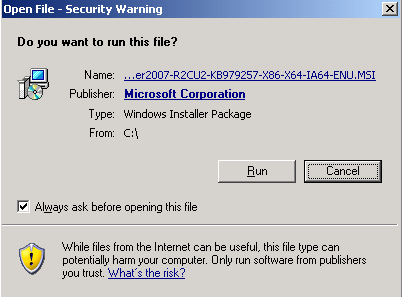 Open File - Security Warning
Do you want to run this file?
Name: ...er2007-R2CU2-KB979257-X86-X64-IA64-ENU.MSI
Publisher: Microsoft Corporation
Type: Windows Installer Package
From: C:\
Run Cancel
Always ask before opening this file
While files from the Internet can be useful, this file type can
potentially harm your computer. Only run software from publishers
you trust. What's the risk?